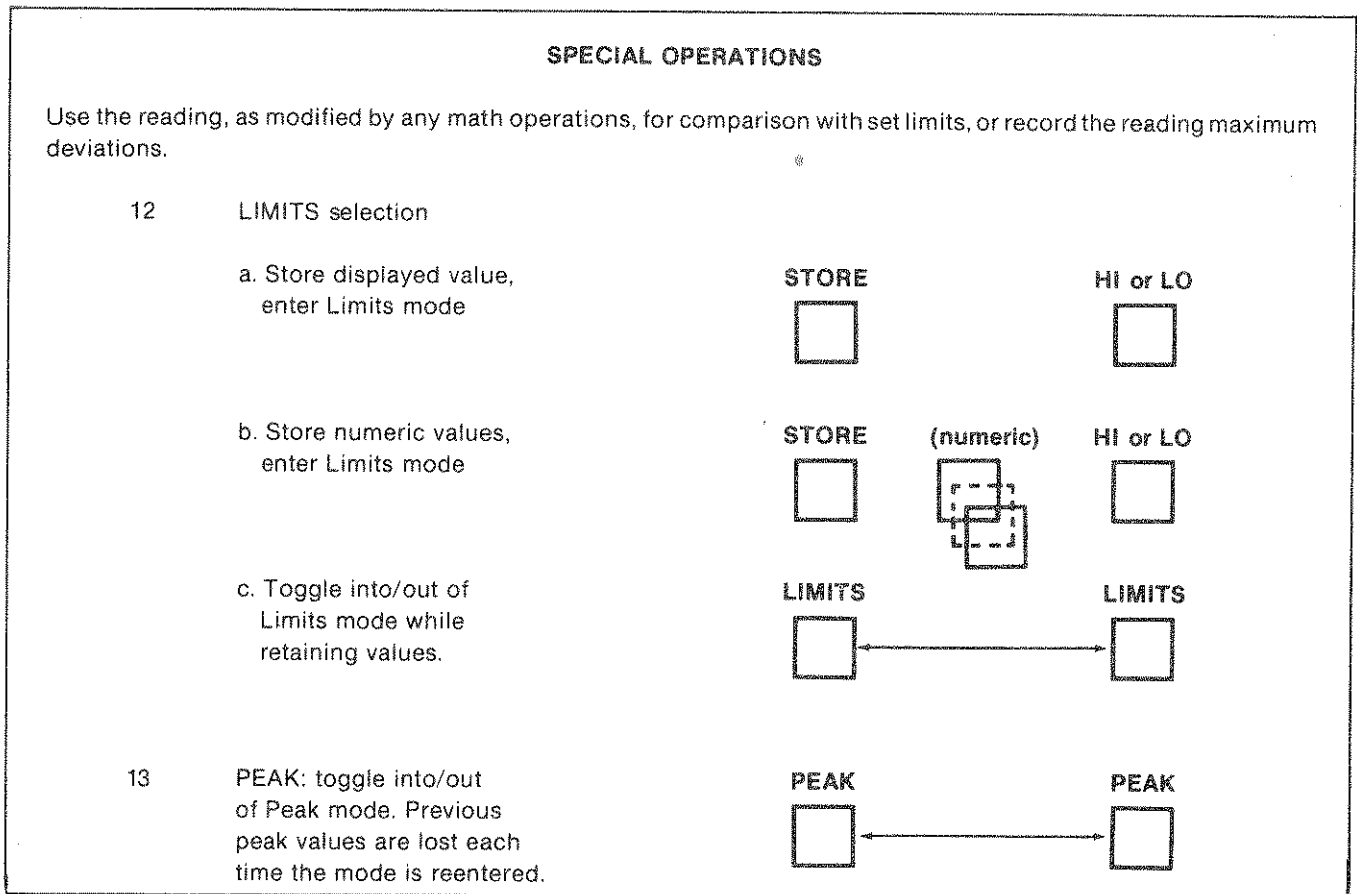 SPECIAL OPERATIONS
Use the reading, as modified by any math operations, for comparison with set limits, or record the reading maximum
deviations.
12 LIMITS selection
a. Store displayed value,
enter Limits mode
STORE HI or LO
b. Store numeric values,
enter Limits mode
STORE (numeric) HI or LO
c. Toggle into/out of
Limits mode while
retaining values.
LIMITS LIMITS
13 PEAK: toggle into/out
of Peak mode. Previous
peak values are lost each
time the mode is reentered.
PEAK PEAK